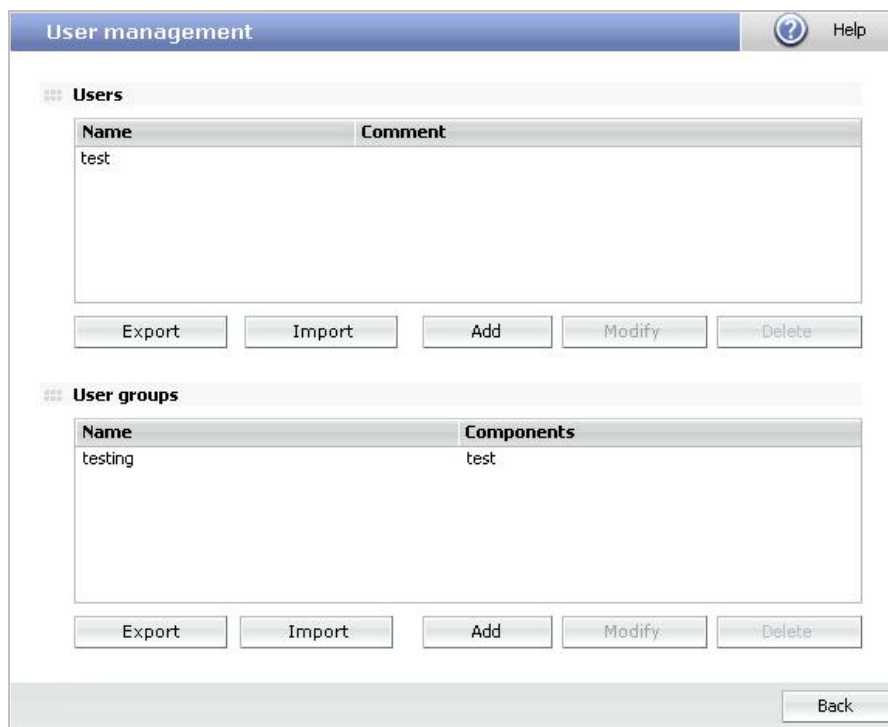 User management Help
Users
Name Comment
test
Export Import Add Modify Delete
User groups
Name Components
testing test
Export Import Add Modify Delete
Back